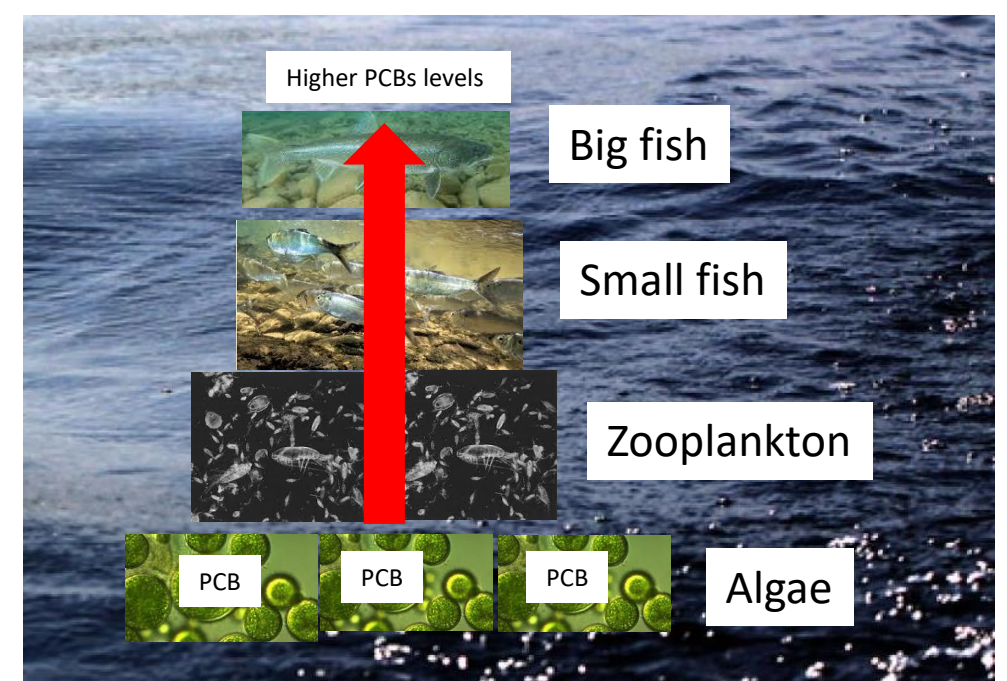 Higher PCBs levels
Big fish
Small fish
Zooplankton
PCB
PCB
PCB
Algae